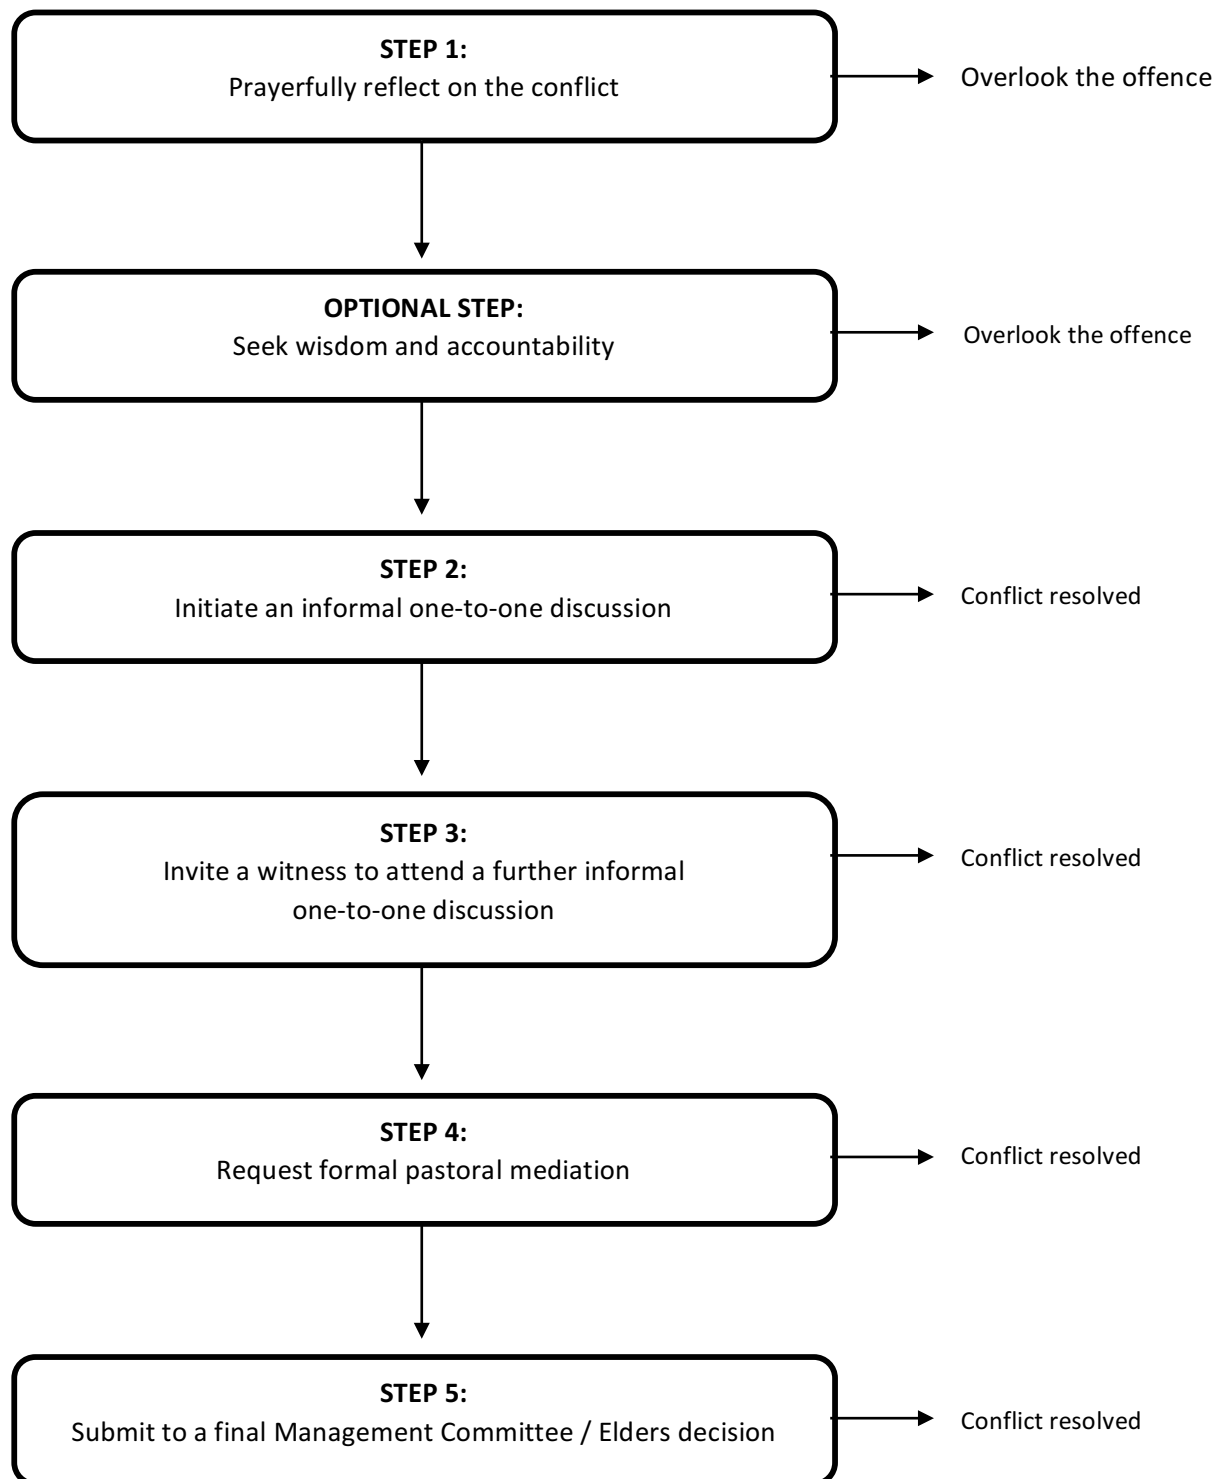 STEP 1:
Prayerfully reflect on the conflict
Overlook the offence
OPTIONAL STEP:
Seek wisdom and accountability
Overlook the offence
STEP 2:
Initiate an informal one-to-one discussion
Conflict resolved
STEP 3:
Invite a witness to attend a further informal
one-to-one discussion
Conflict resolved
STEP 4:
Request formal pastoral mediation
Conflict resolved
STEP 5:
Submit to a final Management Committee / Elders decision
Conflict resolved